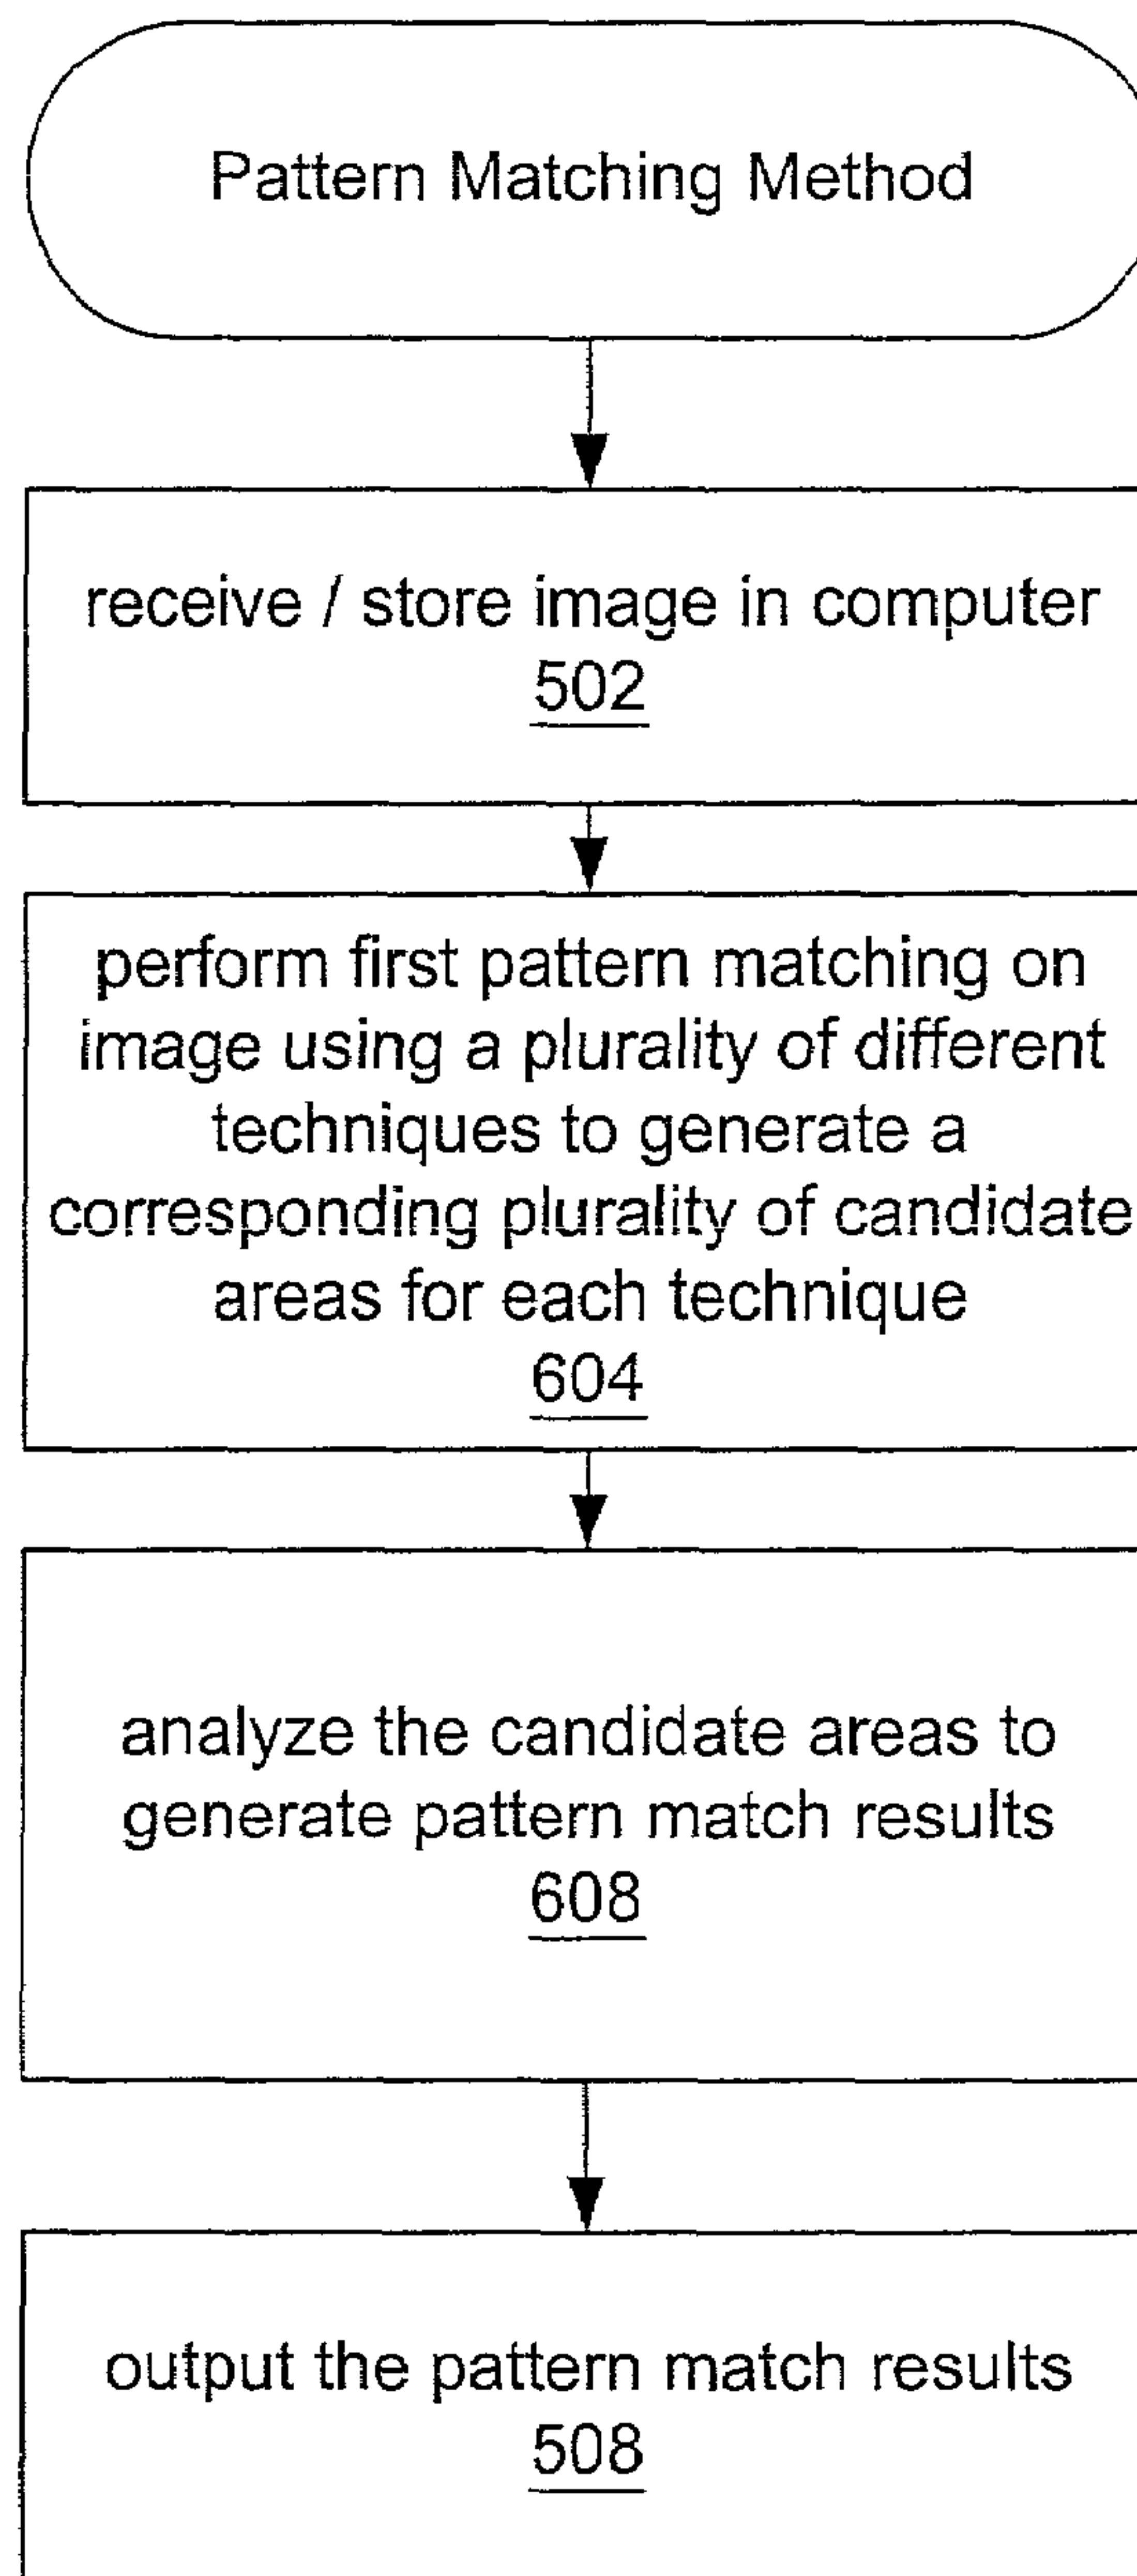 Pattern Matching Method
receive / store image in computer
502
perform first pattern matching on
image using a plurality of different
techniques to generate a
corresponding plurality of candidate
areas for each technique
604
analyze the candidate areas to
generate pattern match results
608
output the pattern match results
508